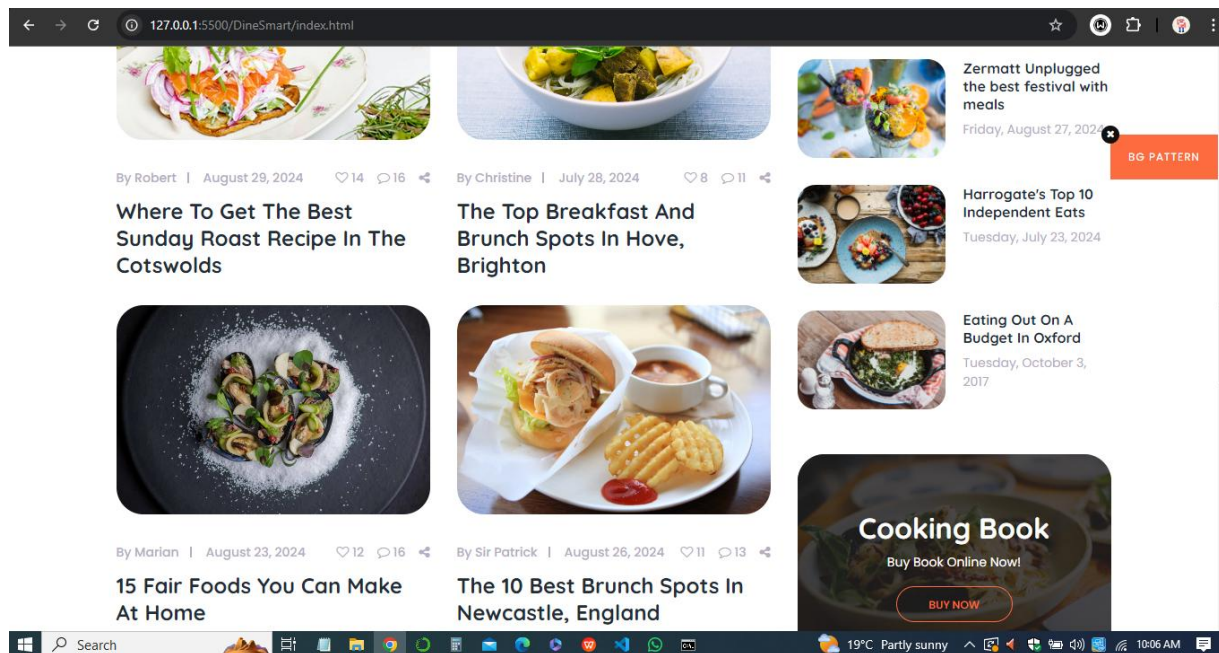 127.0.0.1:5500/DineSmart/index.html
By Robert | August 29, 2024 14 16
Where To Get The Best
Sunday Roast Recipe In The
Cotswolds
By Christine | July 28, 2024 8 11
The Top Breakfast And
Brunch Spots In Hove,
Brighton
By Marian | August 23, 2024 12 16
15 Fair Foods You Can Make
At Home
By Sir Patrick | August 26, 2024 11 13
The 10 Best Brunch Spots In
Newcastle, England
Zermatt Unplugged
the best festival with
meals
Friday, August 27, 2024
BG PATTERN
Harrogate's Top 10
Independent Eats
Tuesday, July 23, 2024
Eating Out On A
Budget In Oxford
Tuesday, October 3,
2017
Cooking Book
Buy Book Online Now!
BUY NOW
Search
19°C Partly sunny
10:06 AM